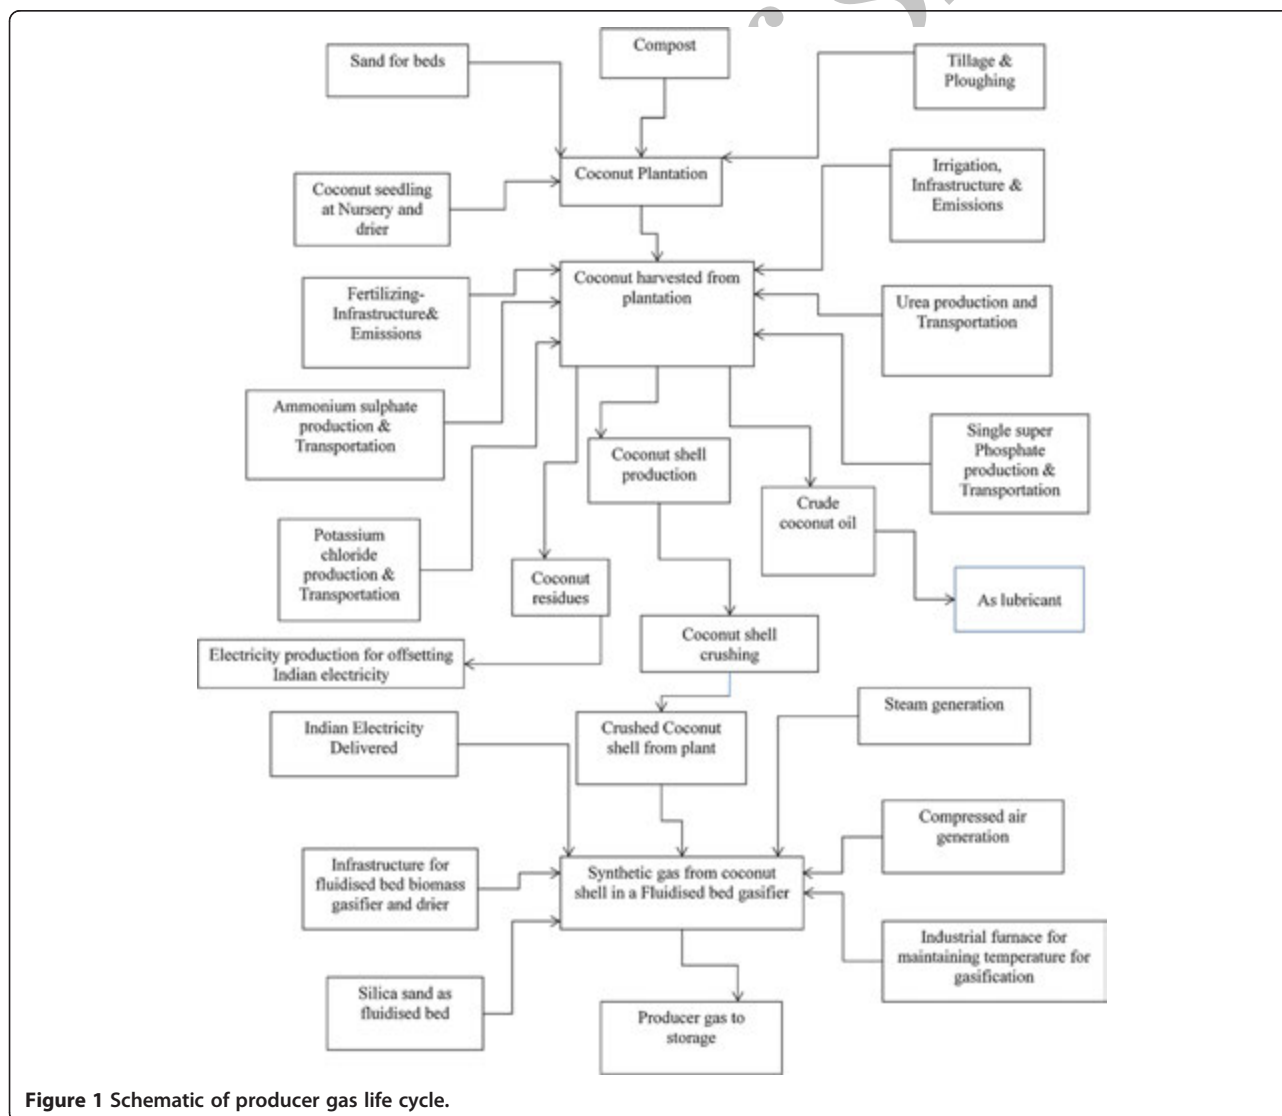 Compost
Sand for beds
Tillage &
Ploughing
Coconut Plantation
Irrigation,
Infrastructure &
Emissions
Coconut seedling
at Nursery and
drier
Coconut harvested from
plantation
Fertilizing-
Infrastructure&
Emissions
Urea production and
Transportation
Ammonium sulphate
production &
Transportation
Single super
Phosphate
production &
Transportation
Coconut shell
production
Crude
coconut oil
Potassium
chloride
production &
Transportation
Coconut
residues
As lubricant
Coconut shell
crushing
Electricity production for offsetting
Indian electricity
Steam generation
Indian Electricity
Delivered
Crushed Coconut
shell from plant
Compressed air
generation
Infrastructure for
fluidised bed biomass
gasifier and drier
Synthetic gas from coconut
shell in a Fluidised bed gasifier
Industrial furnace for
maintaining temperature for
gasification
Silica sand as
fluidised bed
Producer gas to
storage
Figure 1 Schematic of producer gas life cycle.